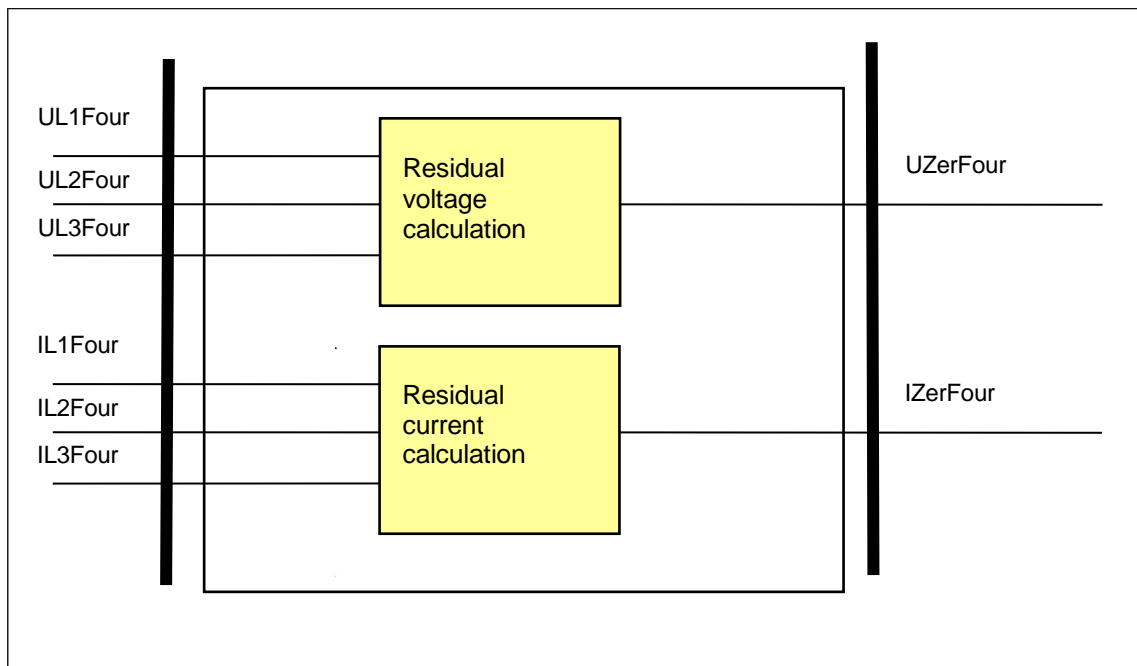 UL1Four
UL2Four
UL3Four
Residual
voltage
calculation
UZerFour
IL1Four
IL2Four
IL3Four
Residual
current
calculation
IZerFour